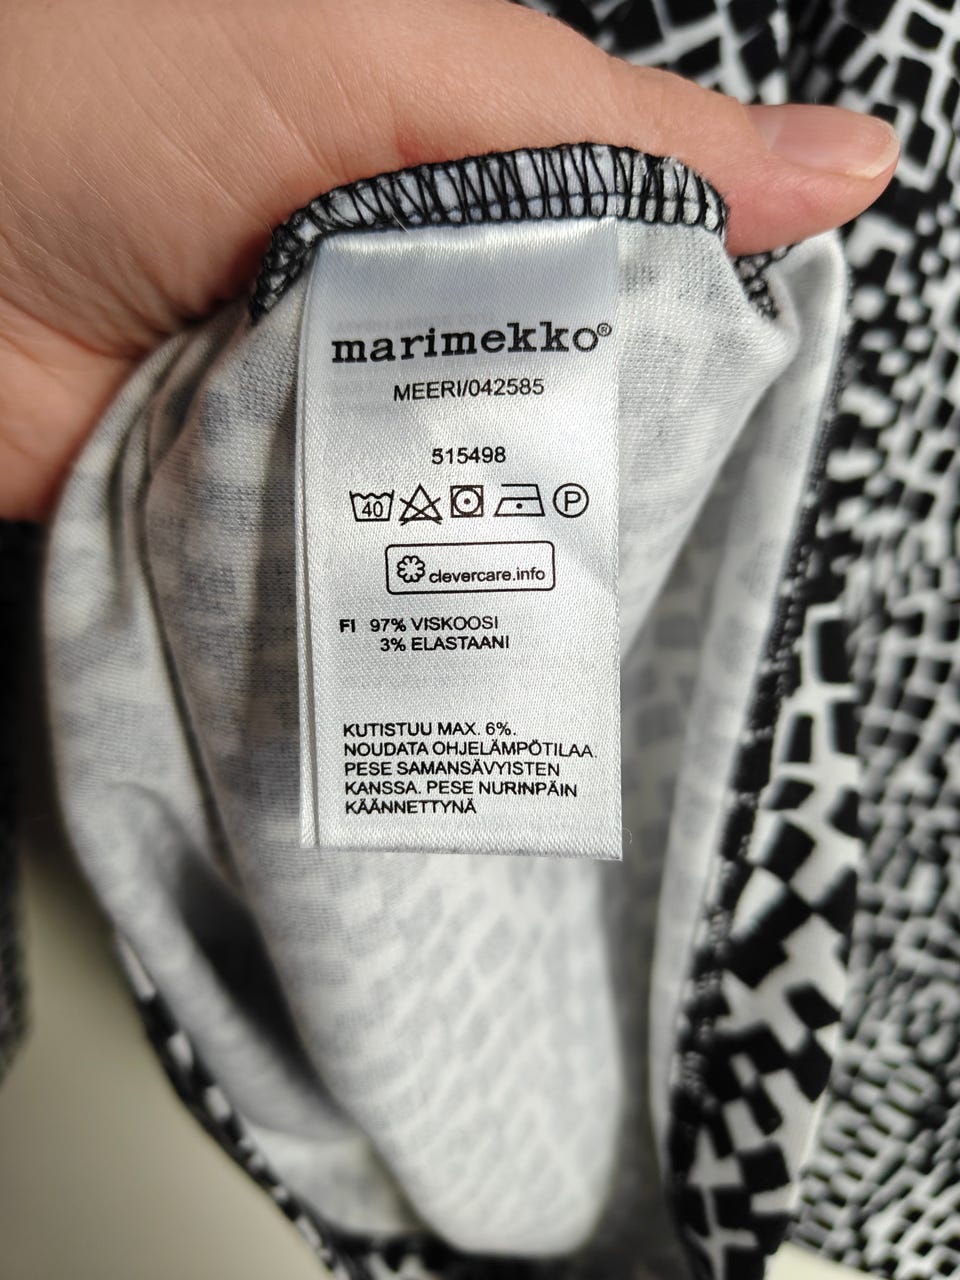 marimekko®
MEERI/042585
515498
40 P
clevercare.info
FI 97% VISKOOSI
3% ELASTAANI
KUTISTUU MAX. 6%.
NOUDATA OHJELÄMPÖTILAA.
PESE SAMANSÄVYISTEN
KANSSA. PESE NURINPÄIN
KÄÄNNETTYNÄ